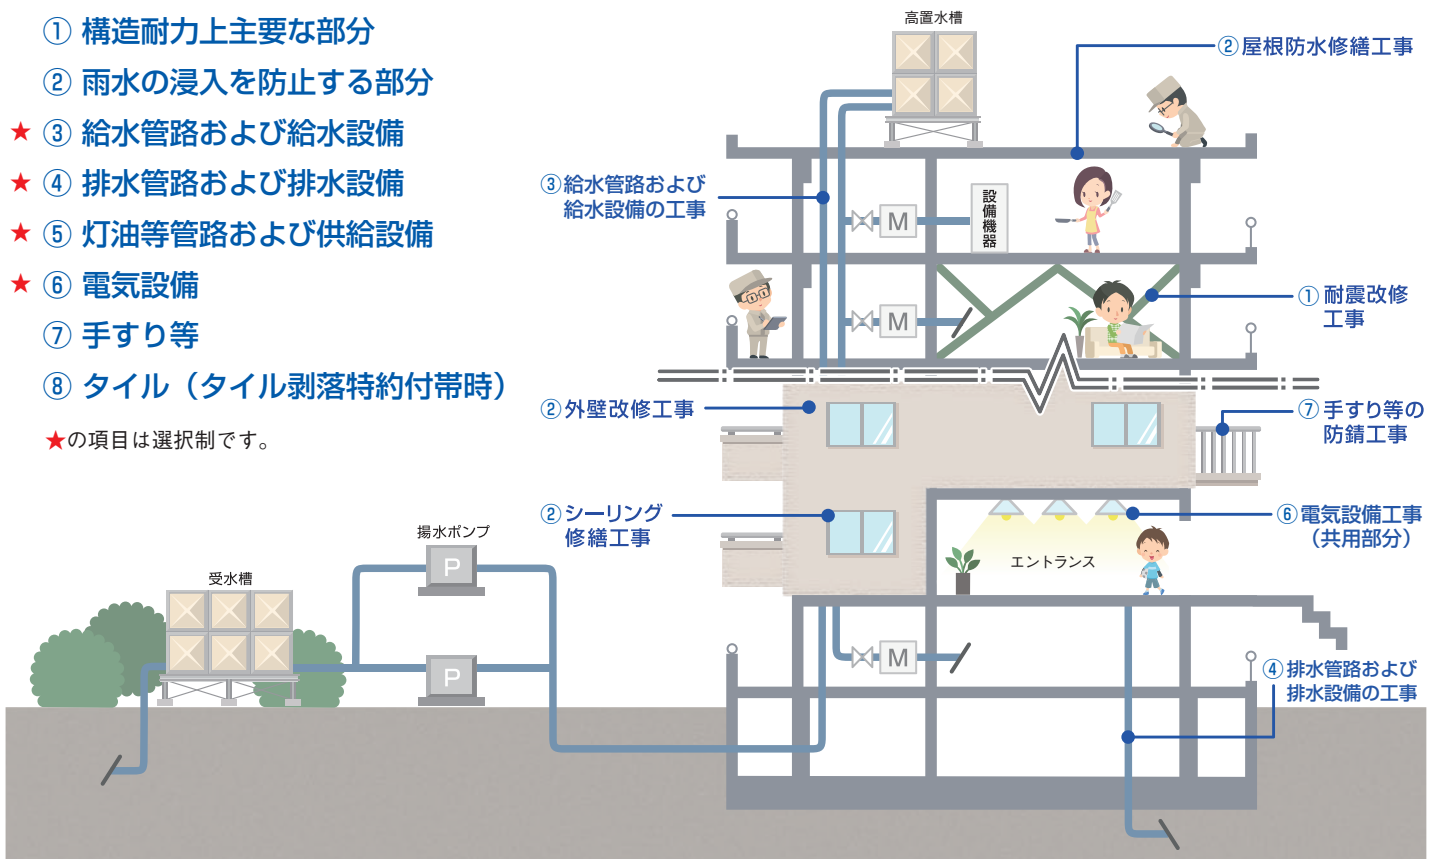 ① 構造耐力上主要な部分
② 雨水の浸入を防止する部分
★ ③ 給水管路および給水設備
★ ④ 排水管路および排水設備
★ ⑤ 灯油等管路および供給設備
★ ⑥ 電気設備
⑦ 手すり等
⑧ タイル（タイル剥落特約付帯時）
★の項目は選択制です。
高置水槽
②屋根防水修繕工事
③給水管路および
給水設備の工事
M
設備機器
M
①耐震改修
工事
②外壁改修工事
⑦手すり等の
防錆工事
②シーリング
修繕工事
⑥電気設備工事
（共用部分）
エントランス
揚水ポンプ
P
受水槽
P
M
④排水管路および
排水設備の工事